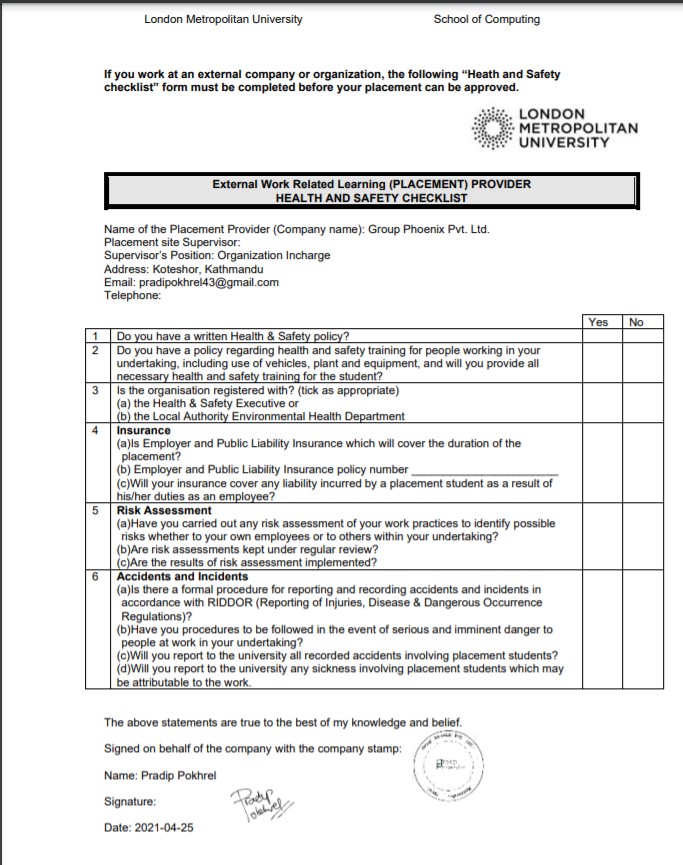 London Metropolitan University School of Computing
If you work at an external company or organization, the following “Heath and Safety
checklist” form must be completed before your placement can be approved.
LONDON
METROPOLITAN
UNIVERSITY
External Work Related Learning (PLACEMENT) PROVIDER
HEALTH AND SAFETY CHECKLIST
Name of the Placement Provider (Company name): Group Phoenix Pvt. Ltd.
Placement site Supervisor:
Supervisor's Position: Organization Incharge
Address: Koteshor, Kathmandu
Email: pradipokhrel43@gmail.com
Telephone:
Yes No
1 Do you have a written Health & Safety policy?
2 Do you have a policy regarding health and safety training for people working in your
undertaking, including use of vehicles, plant and equipment, and will you provide all
necessary health and safety training for the student?
3 Is the organisation registered with? (tick as appropriate)
(a) the Health & Safety Executive or
(b) the Local Authority Environmental Health Department
4 Insurance
(a)Is Employer and Public Liability Insurance which will cover the duration of the
placement?
(b) Employer and Public Liability Insurance policy number
(c)Will your insurance cover any liability incurred by a placement student as a result of
his/her duties as an employee?
5 Risk Assessment
(a)Have you carried out any risk assessment of your work practices to identify possible
risks whether to your own employees or to others within your undertaking?
(b)Are risk assessments kept under regular review?
(c)Are the results of risk assessment implemented?
6 Accidents and Incidents
(a)Is there a formal procedure for reporting and recording accidents and incidents in
accordance with RIDDOR (Reporting of Injuries, Disease & Dangerous Occurrence
Regulations)?
(b)Have you procedures to be followed in the event of serious and imminent danger to
people at work in your undertaking?
(c)Will you report to the university all recorded accidents involving placement students?
(d)Will you report to the university any sickness involving placement students which may
be attributable to the work.
The above statements are true to the best of my knowledge and belief.
Signed on behalf of the company with the company stamp:
Name: Pradip Pokhrel
Signature:
Pradip
Pokhrel
Date: 2021-04-25